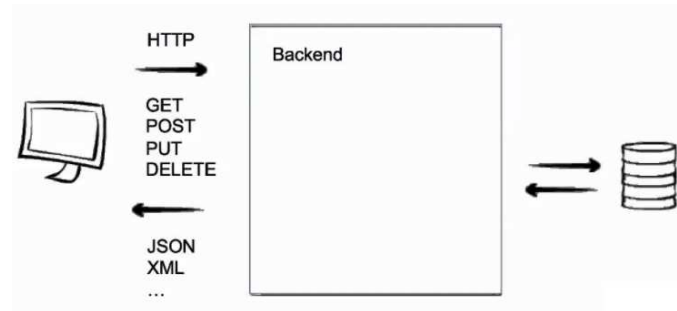 HTTP
Backend
GET
POST
PUT
DELETE
JSON
XML
...